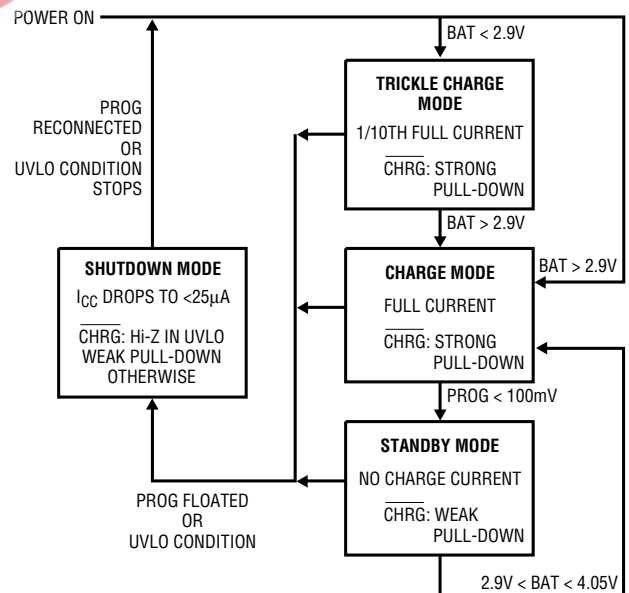 POWER ON
BAT < 2.9V
TRICKLE CHARGE
MODE
1/10TH FULL CURRENT
CHRG: STRONG
PULL-DOWN
PROG
RECONNECTED
OR
UVLO CONDITION
STOPS
BAT > 2.9V
SHUTDOWN MODE
ICC DROPS TO <25µA
CHRG: Hi-Z IN UVLO
WEAK PULL-DOWN
OTHERWISE
CHARGE MODE
FULL CURRENT
CHRG: STRONG
PULL-DOWN
BAT > 2.9V
PROG < 100mV
STANDBY MODE
NO CHARGE CURRENT
CHRG: WEAK
PULL-DOWN
PROG FLOATED
OR
UVLO CONDITION
2.9V < BAT < 4.05V